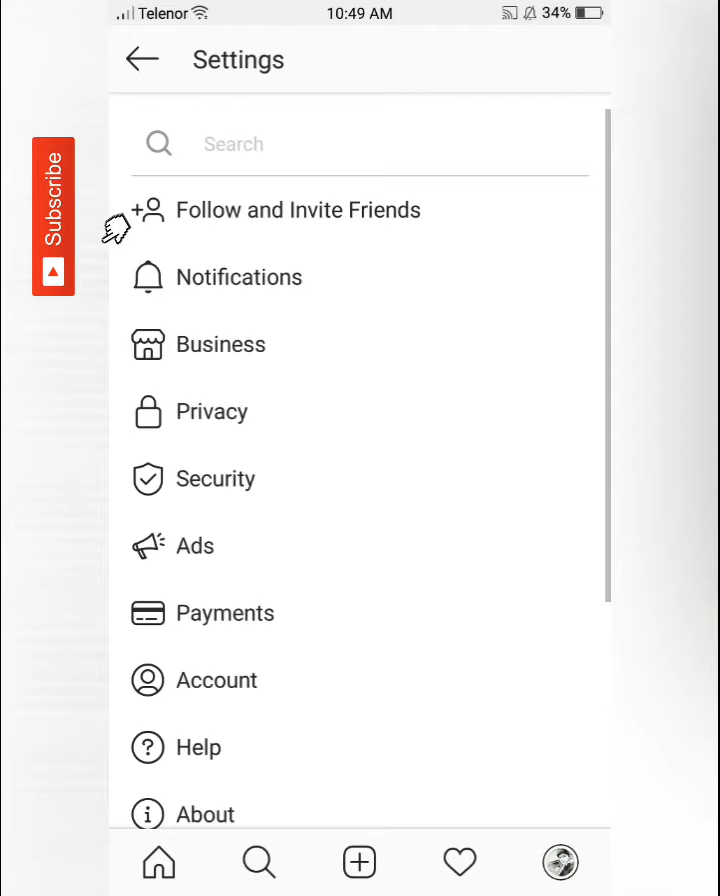 Telenor 10:49 AM 34%
Settings
Search
Subscribe
Follow and Invite Friends
Notifications
Business
Privacy
Security
Ads
Payments
Account
Help
About